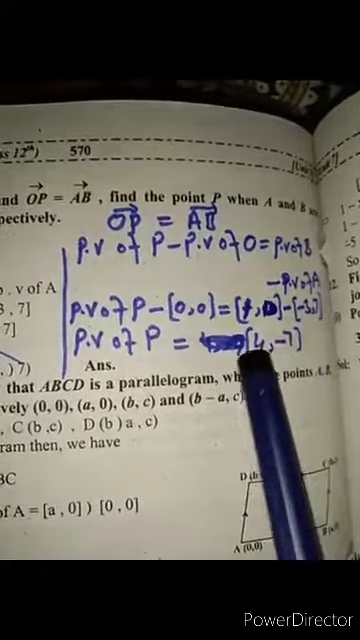 ss 12th) 570
nd OP = AB , find the point P when A and B are
pectively.
OP = AB
P.V of P - P.V of O = P.V of B
- P.V of A
, v of A
3 , 7]
7]
P.V of P - [0,0] =
P.V of P = [4, -7]
, ) 7)
Ans.
that ABCD is a parallelogram, points A, B,
vely (0, 0), (a, 0), (b, c) and (b – a, c)
, C (b,c) , D (b ) a , c)
ram then, we have
BC
of A = [a , 0] ) [0 , 0]
D (b
A (0,0)
PowerDirector